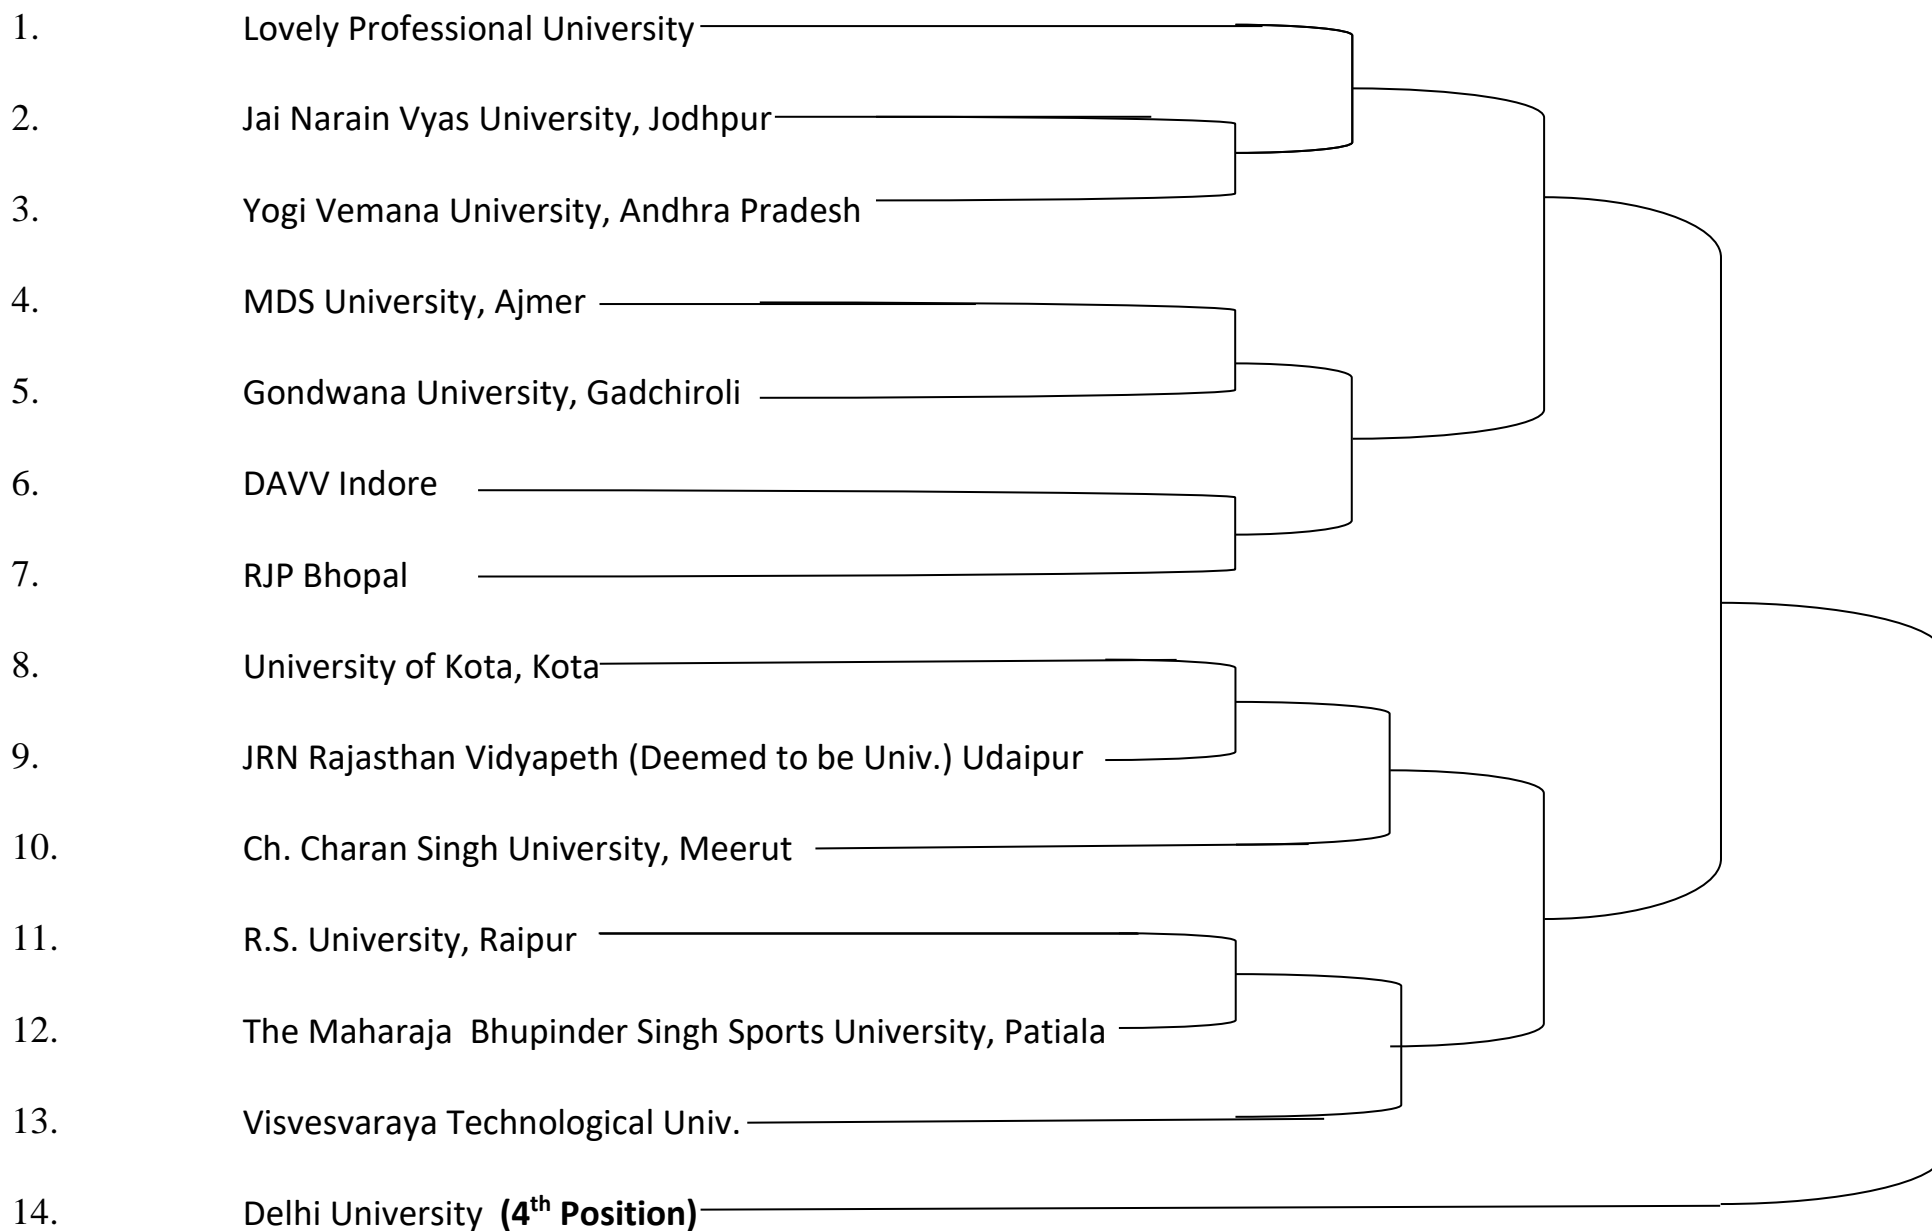 1. Lovely Professional University
2. Jai Narain Vyas University, Jodhpur
3. Yogi Vemana University, Andhra Pradesh
4. MDS University, Ajmer
5. Gondwana University, Gadchiroli
6. DAVV Indore
7. RJP Bhopal
8. University of Kota, Kota
9. JRN Rajasthan Vidyapeth (Deemed to be Univ.) Udaipur
10. Ch. Charan Singh University, Meerut
11. R.S. University, Raipur
12. The Maharaja  Bhupinder Singh Sports University, Patiala
13. Visvesvaraya Technological Univ.
14. Delhi University (4th Position)